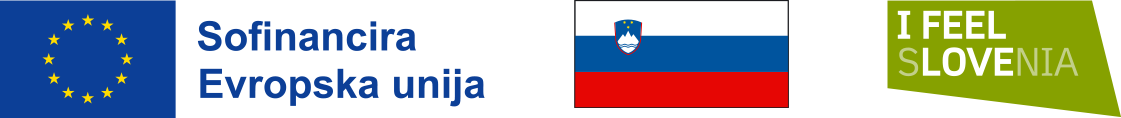 Sofinancira
Evropska unija
I FEEL
SLOVENIA